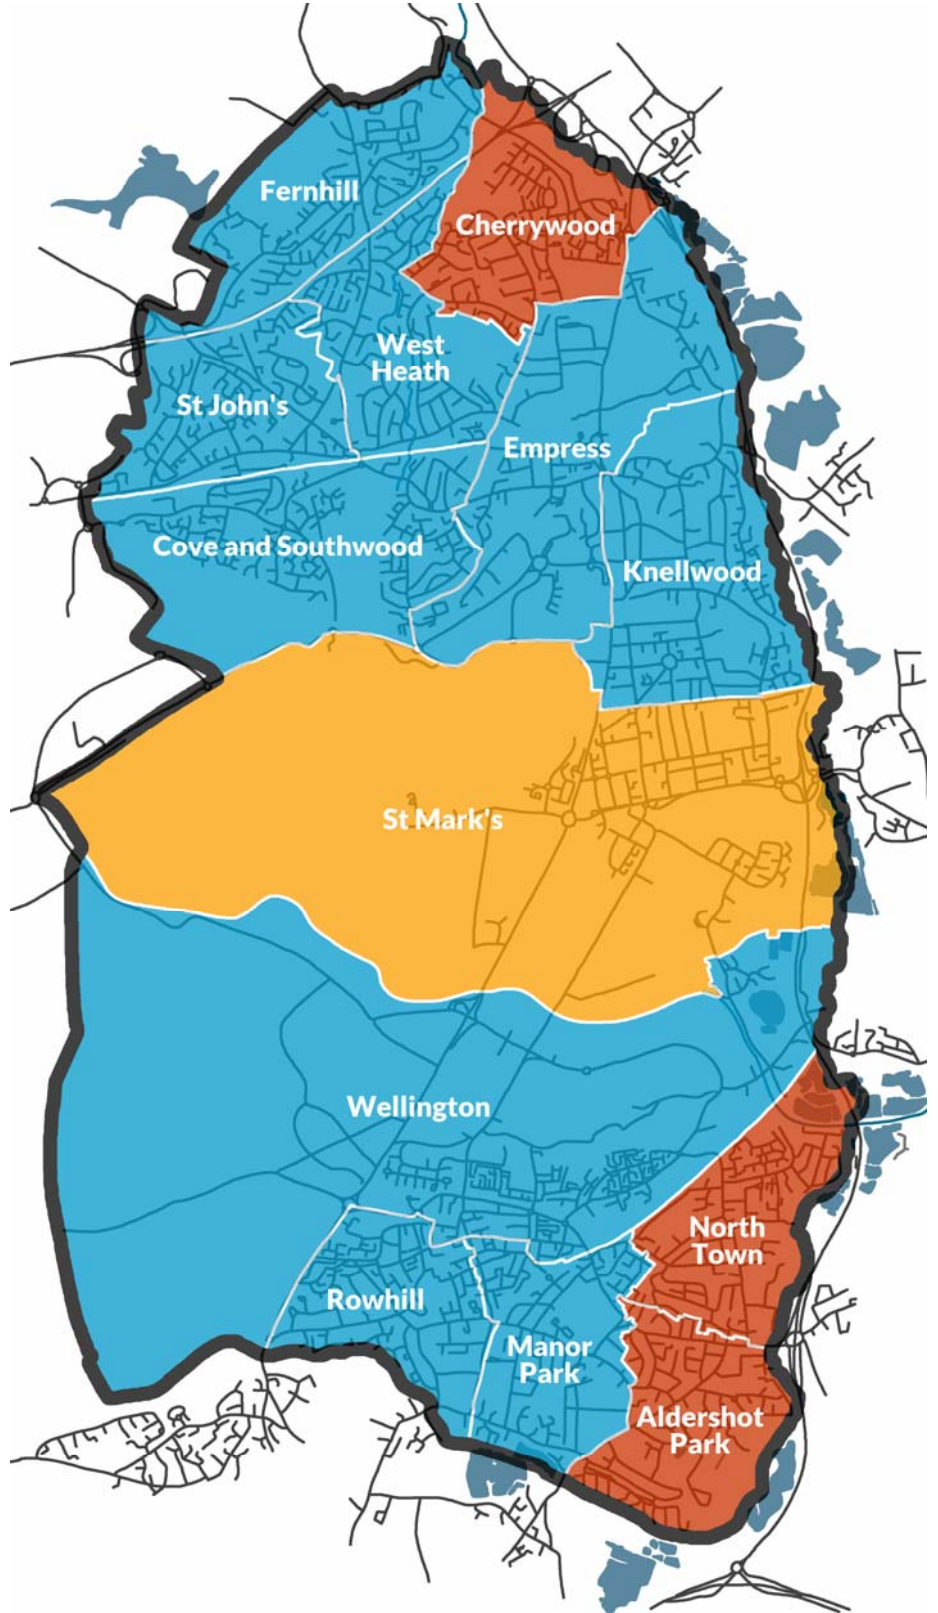 Fernhill
Cherrywood
West
Heath
St John's
Empress
Cove and Southwood
Knellwood
St Mark's
Wellington
North
Town
Rowhill
Manor
Park
Aldershot
Park